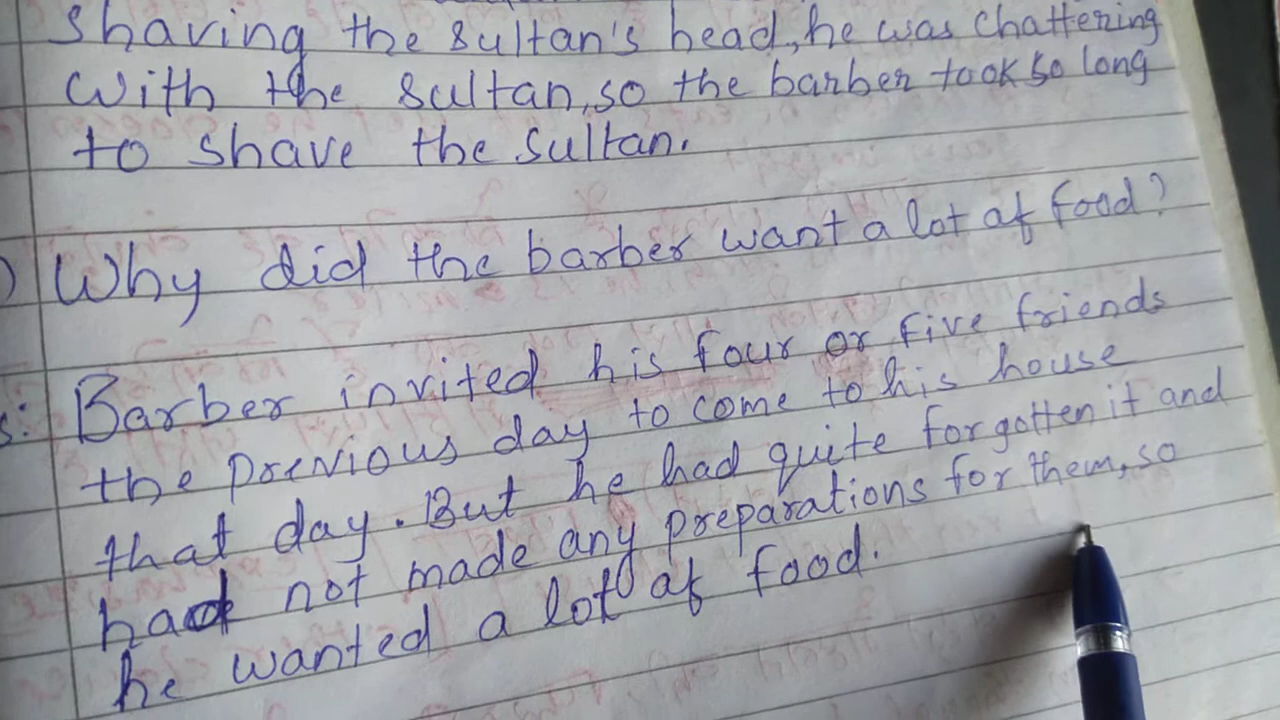 shaving the sultan's head, he was chattering
with the sultan, so the barber took so long
to shave the sultan.
) Why did the barber want a lot of food?
s: Barber invited his four or five friends
the previous day to come to his house
that day. But he had quite forgotten it and
had not made any preparations for them, so
he wanted a lot of food.